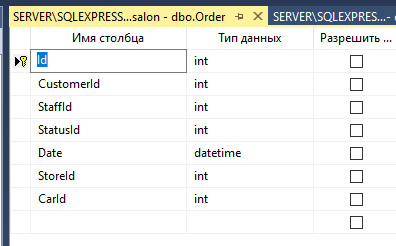 SERVER\SQLEXPRESS...salon - dbo.Order SERVER\SQLEXPRESS...-
Имя столбца Тип данных Разрешить ...
Id int
CustomerId int
StaffId int
StatusId int
Date datetime
StoreId int
CarId int